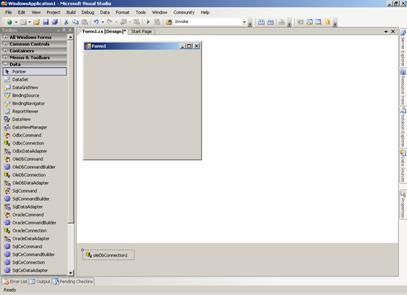 WindowsApplication1 - Microsoft Visual Studio
File Edit View Project Build Debug Data Format Tools Window Community Help
Invoke
Toolbox
Form1.cs [Design]* Start Page
All Windows Forms
Common Controls
Containers
Menus & Toolbars
Data
Pointer
DataSet
DataGridView
BindingSource
BindingNavigator
ReportViewer
DataView
DataViewManager
OdbcCommand
OdbcConnection
OdbcDataAdapter
OleDbCommand
OleDbCommandBuilder
OleDbConnection
OleDbDataAdapter
SqlCommand
SqlCommandBuilder
SqlDataAdapter
OracleCommand
OracleCommandBuilder
OracleConnection
OracleDataAdapter
SqlCeCommand
SqlCeCommandBuilder
SqlCeConnection
SqlCeDataAdapter
Form1
oleDbConnection1
Server Explorer
Resource View
Solution Explorer
Data Sources
Properties
Error List Output Pending Checkins
Ready